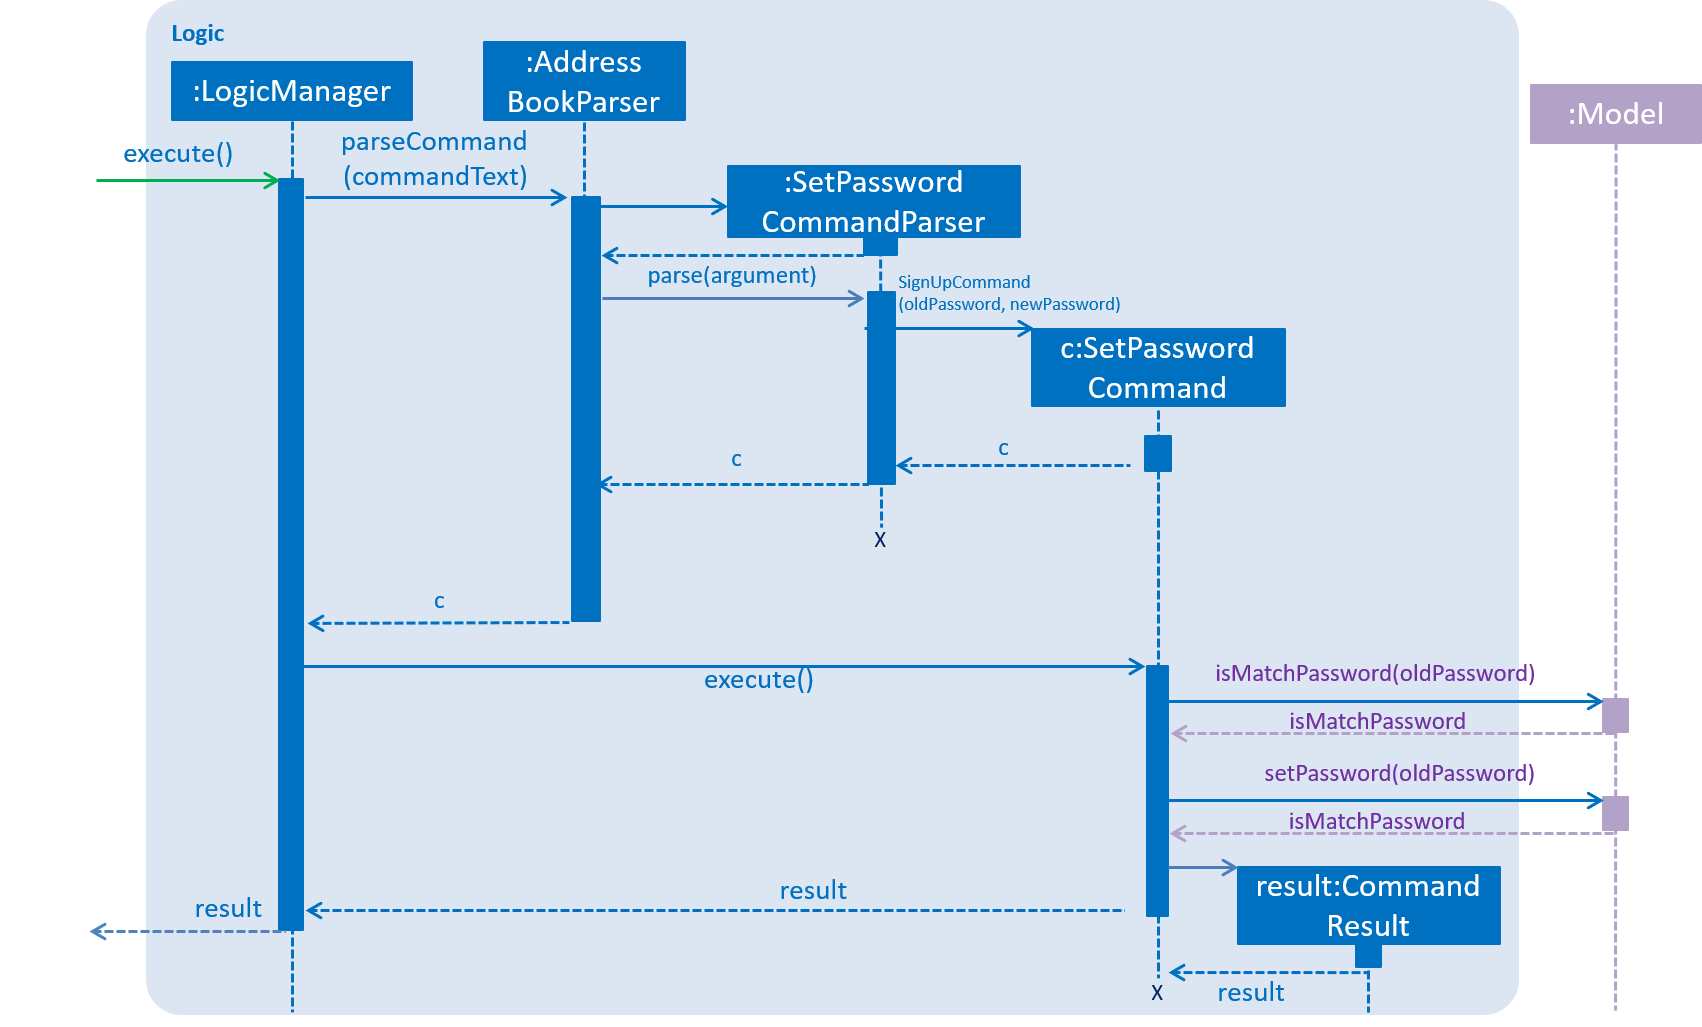 Logic
:LogicManager
:Address
BookParser
:Model
execute()
parseCommand
(commandText)
:SetPassword
CommandParser
parse(argument)
SignUpCommand
(oldPassword, newPassword)
c:SetPassword
Command
c
c
X
c
execute()
isMatchPassword(oldPassword)
isMatchPassword
setPassword(oldPassword)
isMatchPassword
result:Command
Result
result
result
result
X